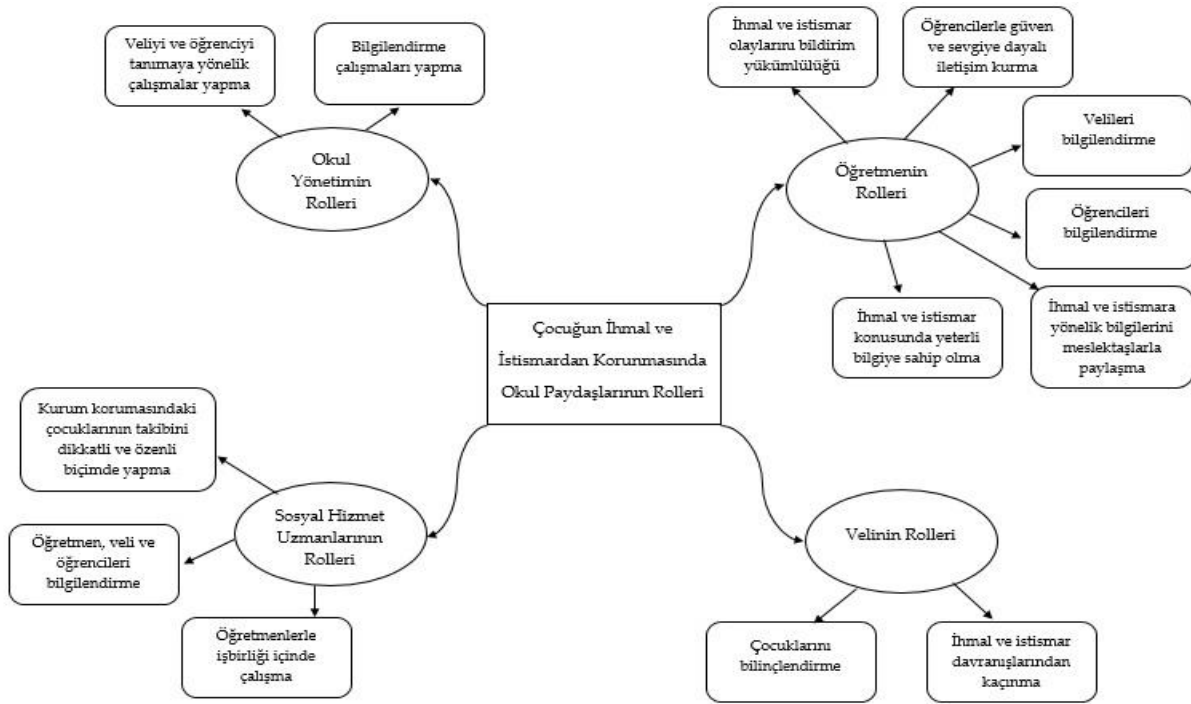 Veliyi ve öğrenciyi
tanımaya yönelik
çalışmalar yapma
Bilgilendirme
çalışmaları yapma
Okul
Yönetimin
Rolleri
İhmal ve istismar
olaylarını bildirim
yükümlülüğü
Öğrencilerle güven
ve sevgiye dayalı
iletişim kurma
Velileri
bilgilendirme
Öğretmenin
Rolleri
Öğrencileri
bilgilendirme
İhmal ve istismar
konusunda yeterli
bilgiye sahip olma
İhmal ve istismara
yönelik bilgilerini
meslektaşlarla
paylaşma
Çocuğun İhmal ve
İstismardan Korunmasında
Okul Paydaşlarının Rolleri
Kurum korumasındaki
çocuklarının takibini
dikkatli ve özenli
biçimde yapma
Sosyal Hizmet
Uzmanlarının
Rolleri
Öğretmen, veli ve
öğrencileri
bilgilendirme
Öğretmenlerle
işbirliği içinde
çalışma
Velinin Rolleri
Çocuklarını
bilinçlendirme
İhmal ve istismar
davranışlarından
kaçınma